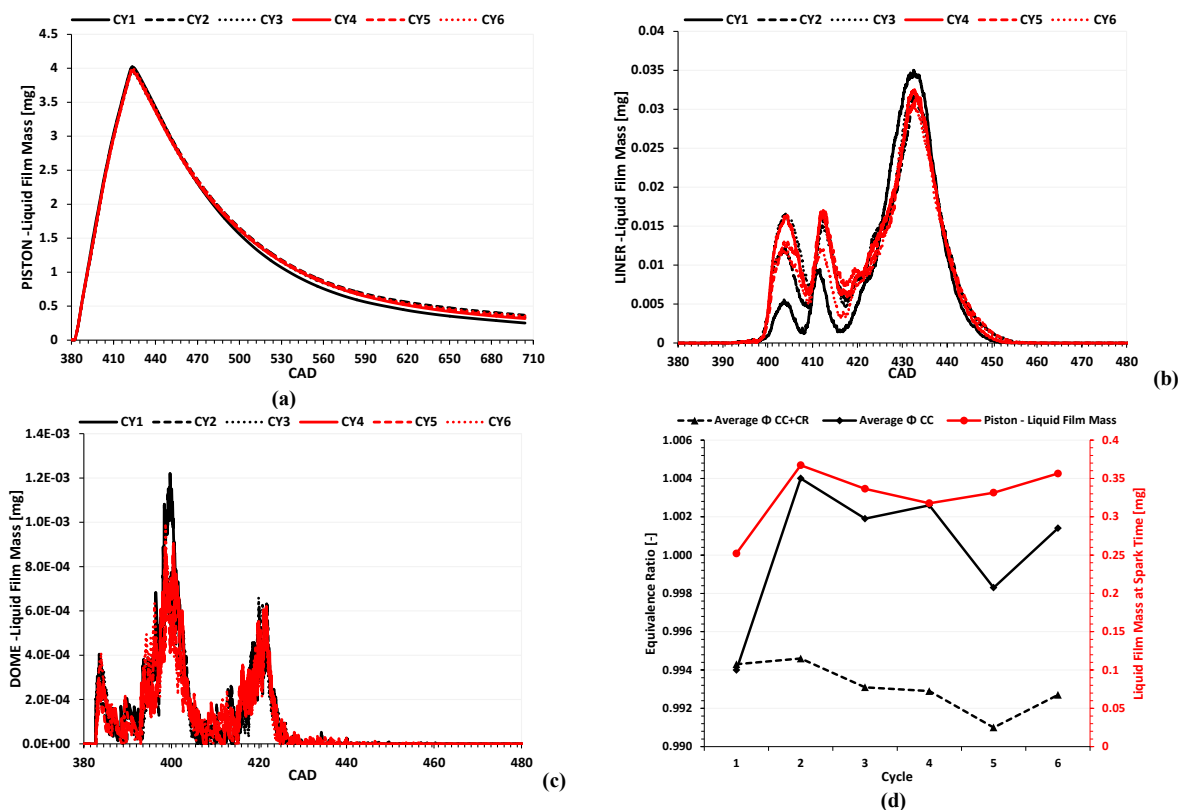 CY1 CY2 CY3 CY4 CY5 CY6
PISTON -Liquid Film Mass [mg]
4.5
4
3.5
3
2.5
2
1.5
1
0.5
0
380 410 440 470 500 530 560 590 620 650 680 710
CAD
(a)
CY1 CY2 CY3 CY4 CY5 CY6
LINER -Liquid Film Mass [mg]
0.04
0.035
0.03
0.025
0.02
0.015
0.01
0.005
0
380 390 400 410 420 430 440 450 460 470 480
CAD
(b)
CY1 CY2 CY3 CY4 CY5 CY6
DOME -Liquid Film Mass [mg]
1.4E-03
1.2E-03
1.0E-03
8.0E-04
6.0E-04
4.0E-04
2.0E-04
0.0E+00
380 400 420 440 460 480
CAD
(c)
Average Φ CC+CR Average Φ CC Piston - Liquid Film Mass
Equivalence Ratio [-]
1.006
1.004
1.002
1.000
0.998
0.996
0.994
0.992
0.990
0.4
0.35
0.3
0.25
0.2
0.15
0.1
0.05
0
Liquid Film Mass at Spark Time [mg]
1 2 3 4 5 6
Cycle
(d)